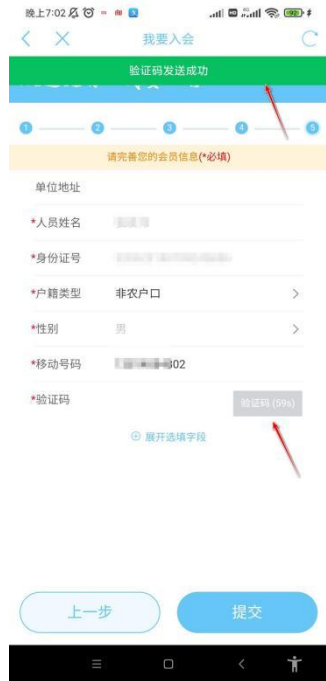 晚上7:02
我要入会
验证码发送成功
1 2 3 4 5
请完善您的会员信息(*必填)
单位地址
*人员姓名
*身份证号
*户籍类型 非农户口
*性别 男
*移动号码 302
*验证码 验证码 (59s)
展开选填字段
上一步 提交